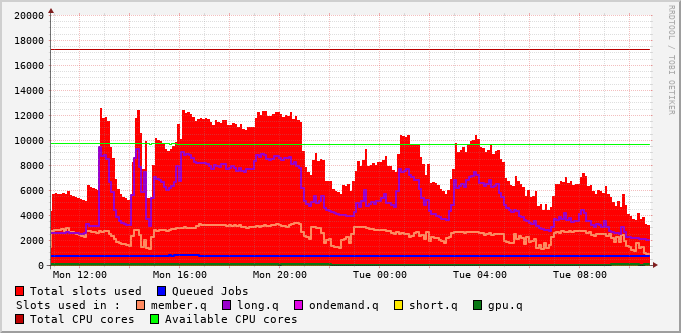 20000
18000
16000
14000
12000
10000
8000
6000
4000
2000
0
Mon 12:00 Mon 16:00 Mon 20:00 Tue 00:00 Tue 04:00 Tue 08:00
RRDTOOL / TOBI OETIKER
Total slots used Queued Jobs
Slots used in : member.q long.q ondemand.q short.q gpu.q
Total CPU cores Available CPU cores